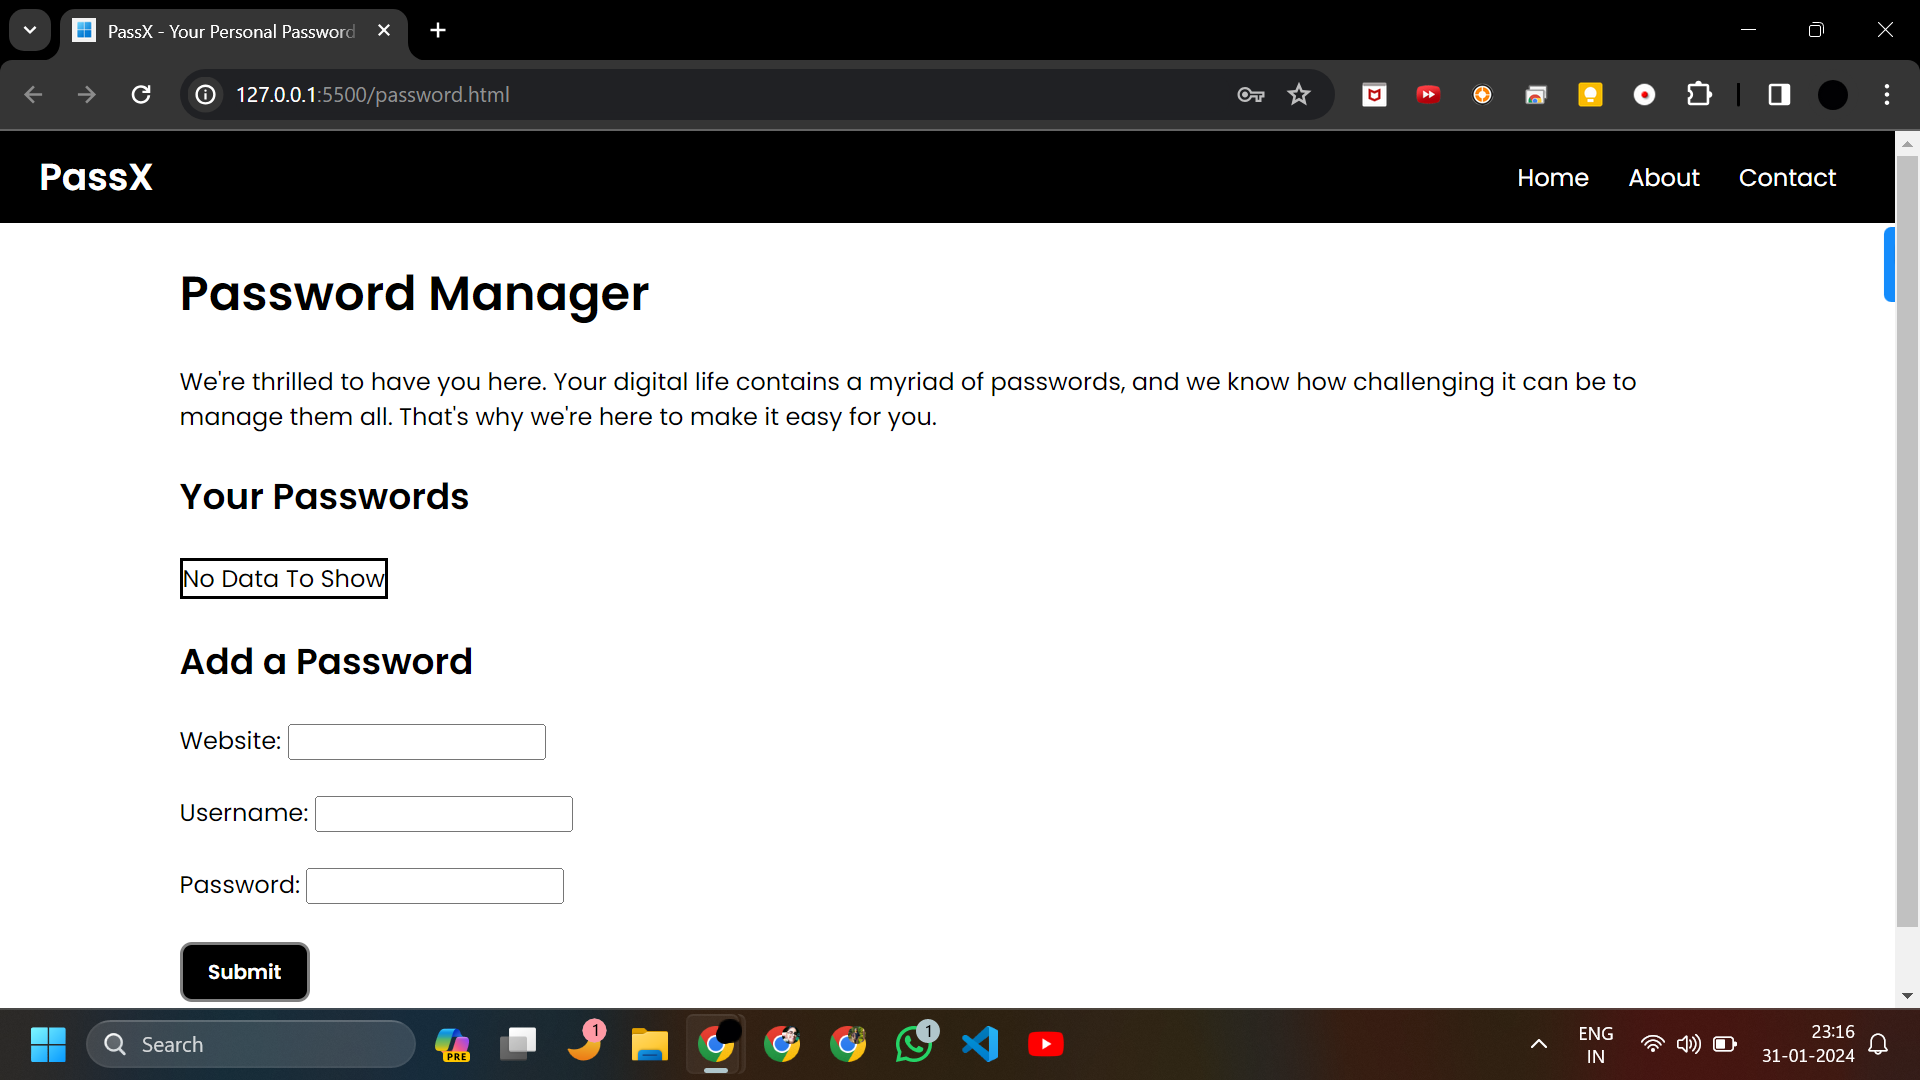 PassX - Your Personal Password
127.0.0.1:5500/password.html
PassX
Home About Contact
Password Manager
We're thrilled to have you here. Your digital life contains a myriad of passwords, and we know how challenging it can be to
manage them all. That's why we're here to make it easy for you.
Your Passwords
No Data To Show
Add a Password
Website:
Username:
Password:
Submit
Search
PRE
1
1
ENG
IN
23:16
31-01-2024